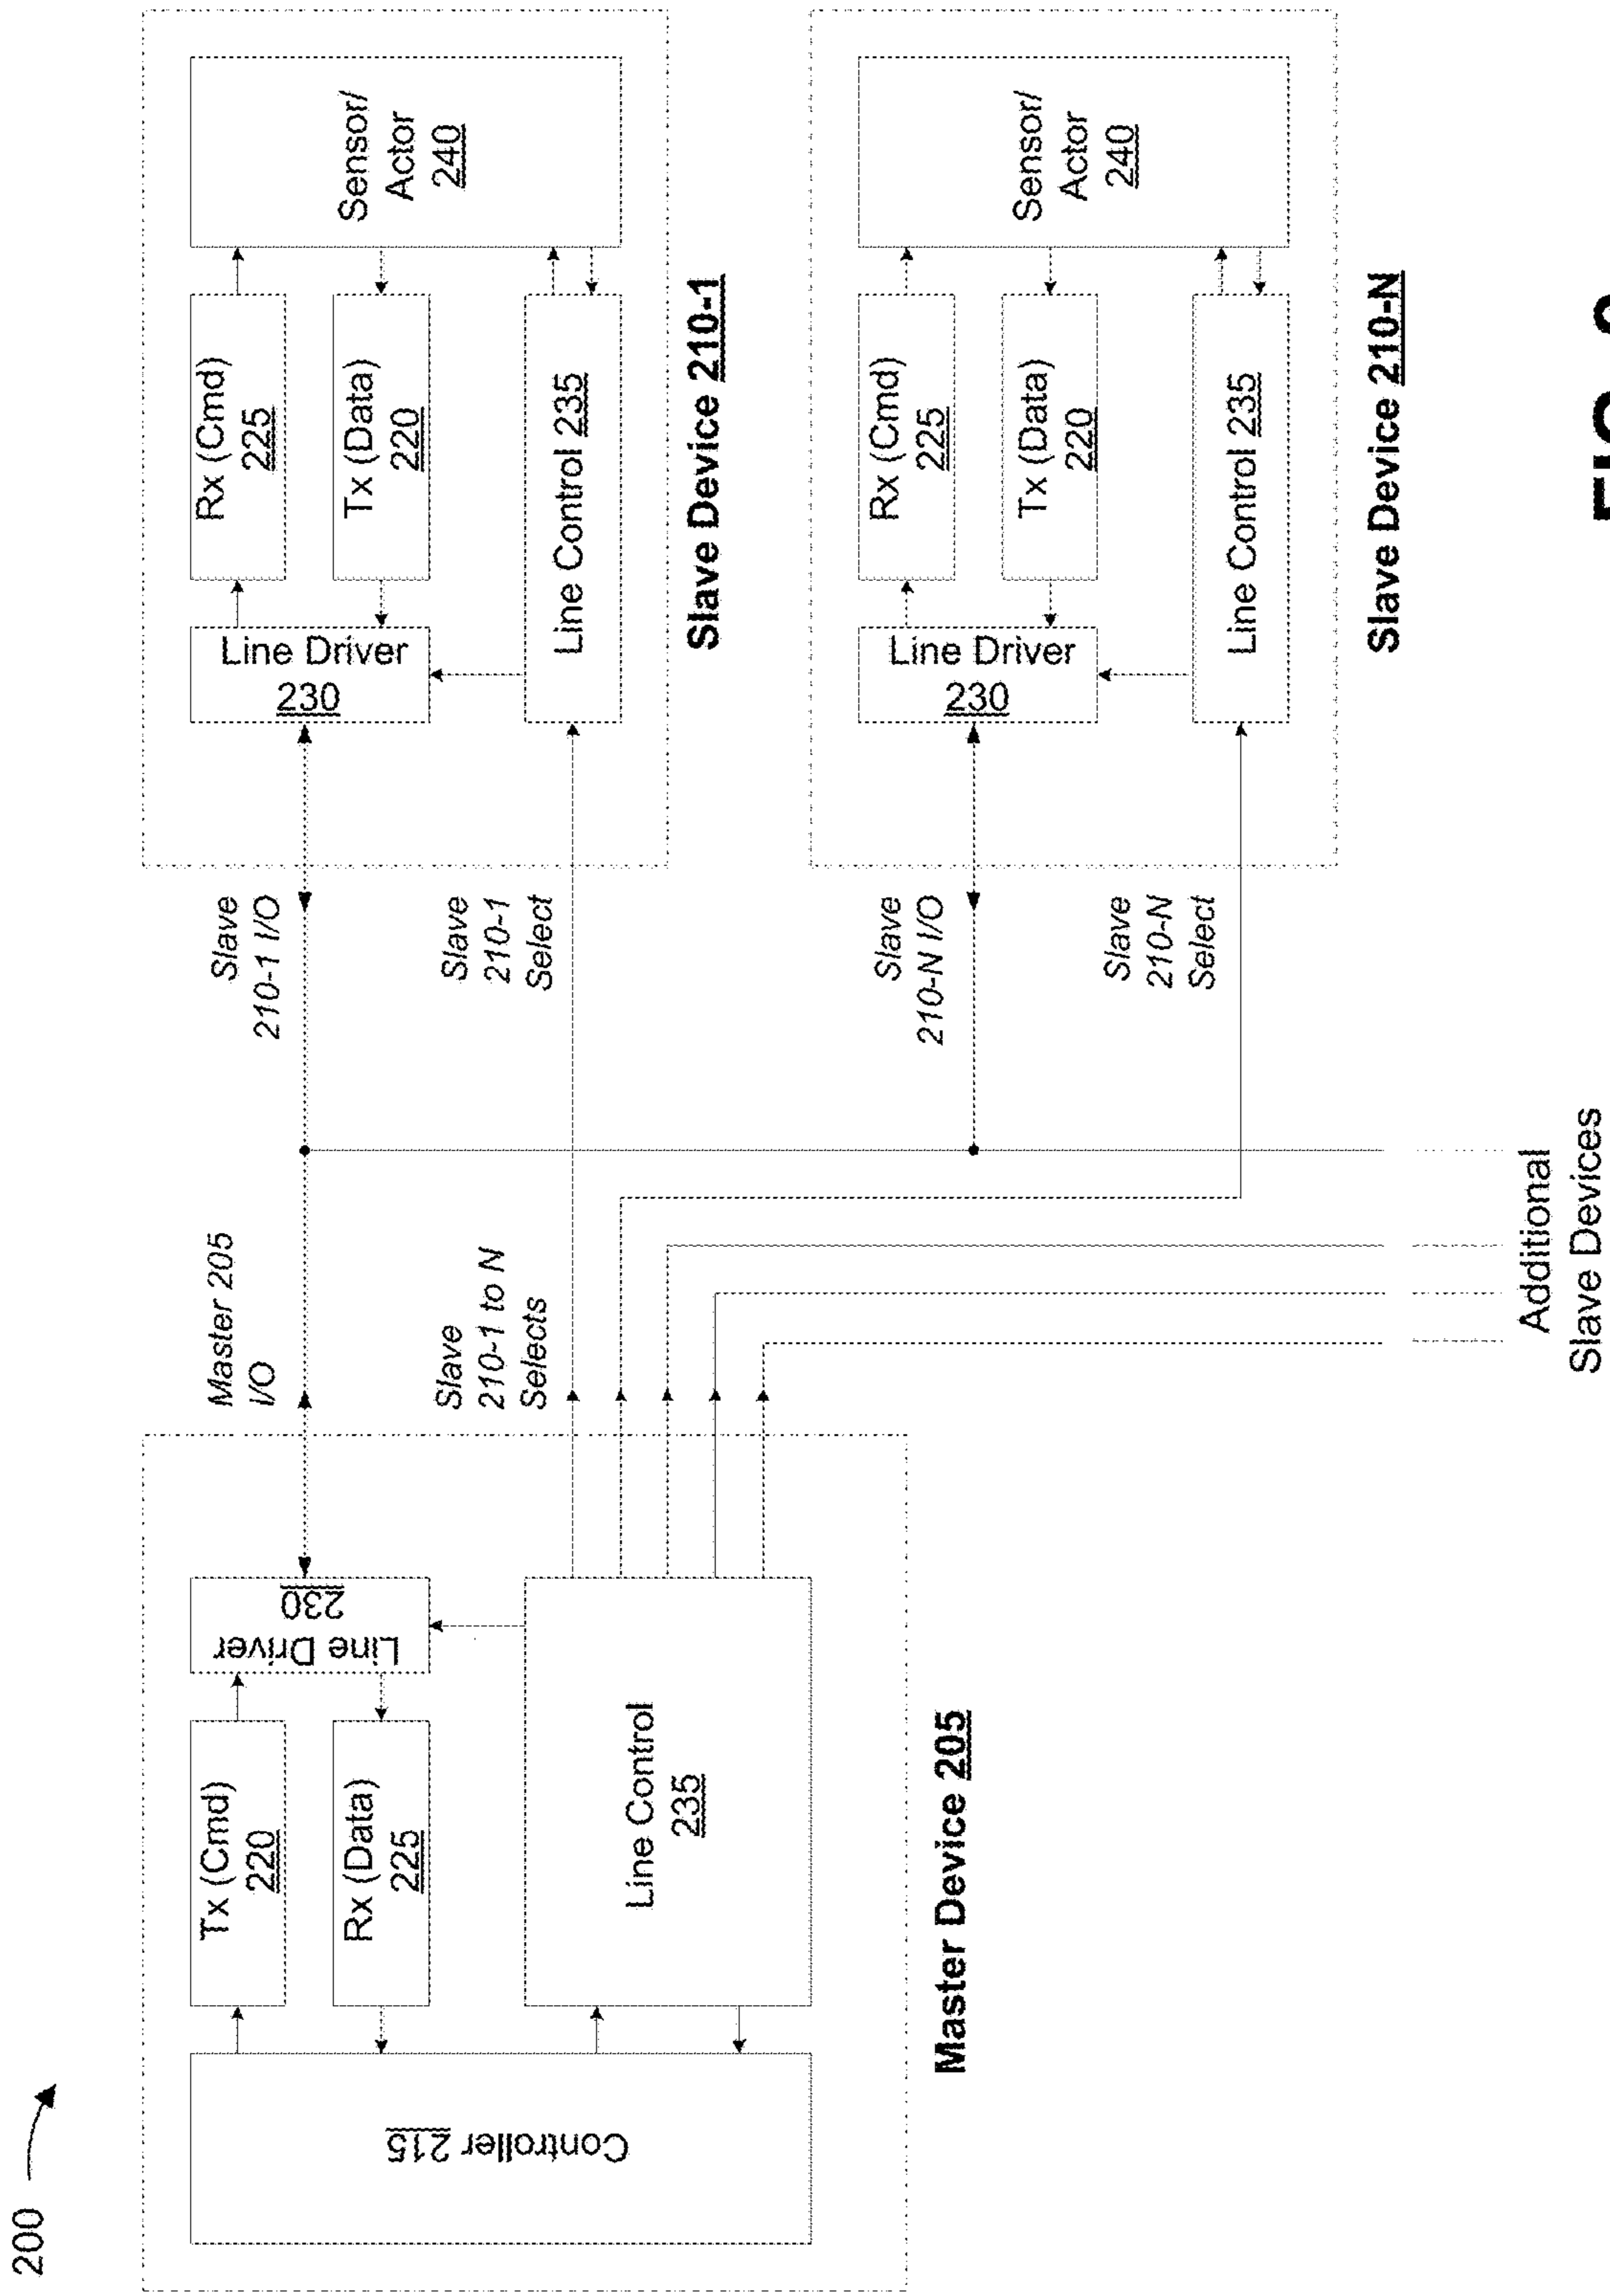 200
Controller 215
Tx (Cmd)
220
Rx (Data)
225
Line Driver
230
Line Control
235
Master Device 205
Master 205
I/O
Slave
210-1 to N
Selects
Slave
210-1 I/O
Slave
210-1
Select
Line Driver
230
Rx (Cmd)
225
Tx (Data)
220
Line Control 235
Sensor/
Actor
240
Slave Device 210-1
Slave
210-N I/O
Slave
210-N
Select
Line Driver
230
Rx (Cmd)
225
Tx (Data)
220
Line Control 235
Sensor/
Actor
240
Slave Device 210-N
Additional
Slave Devices